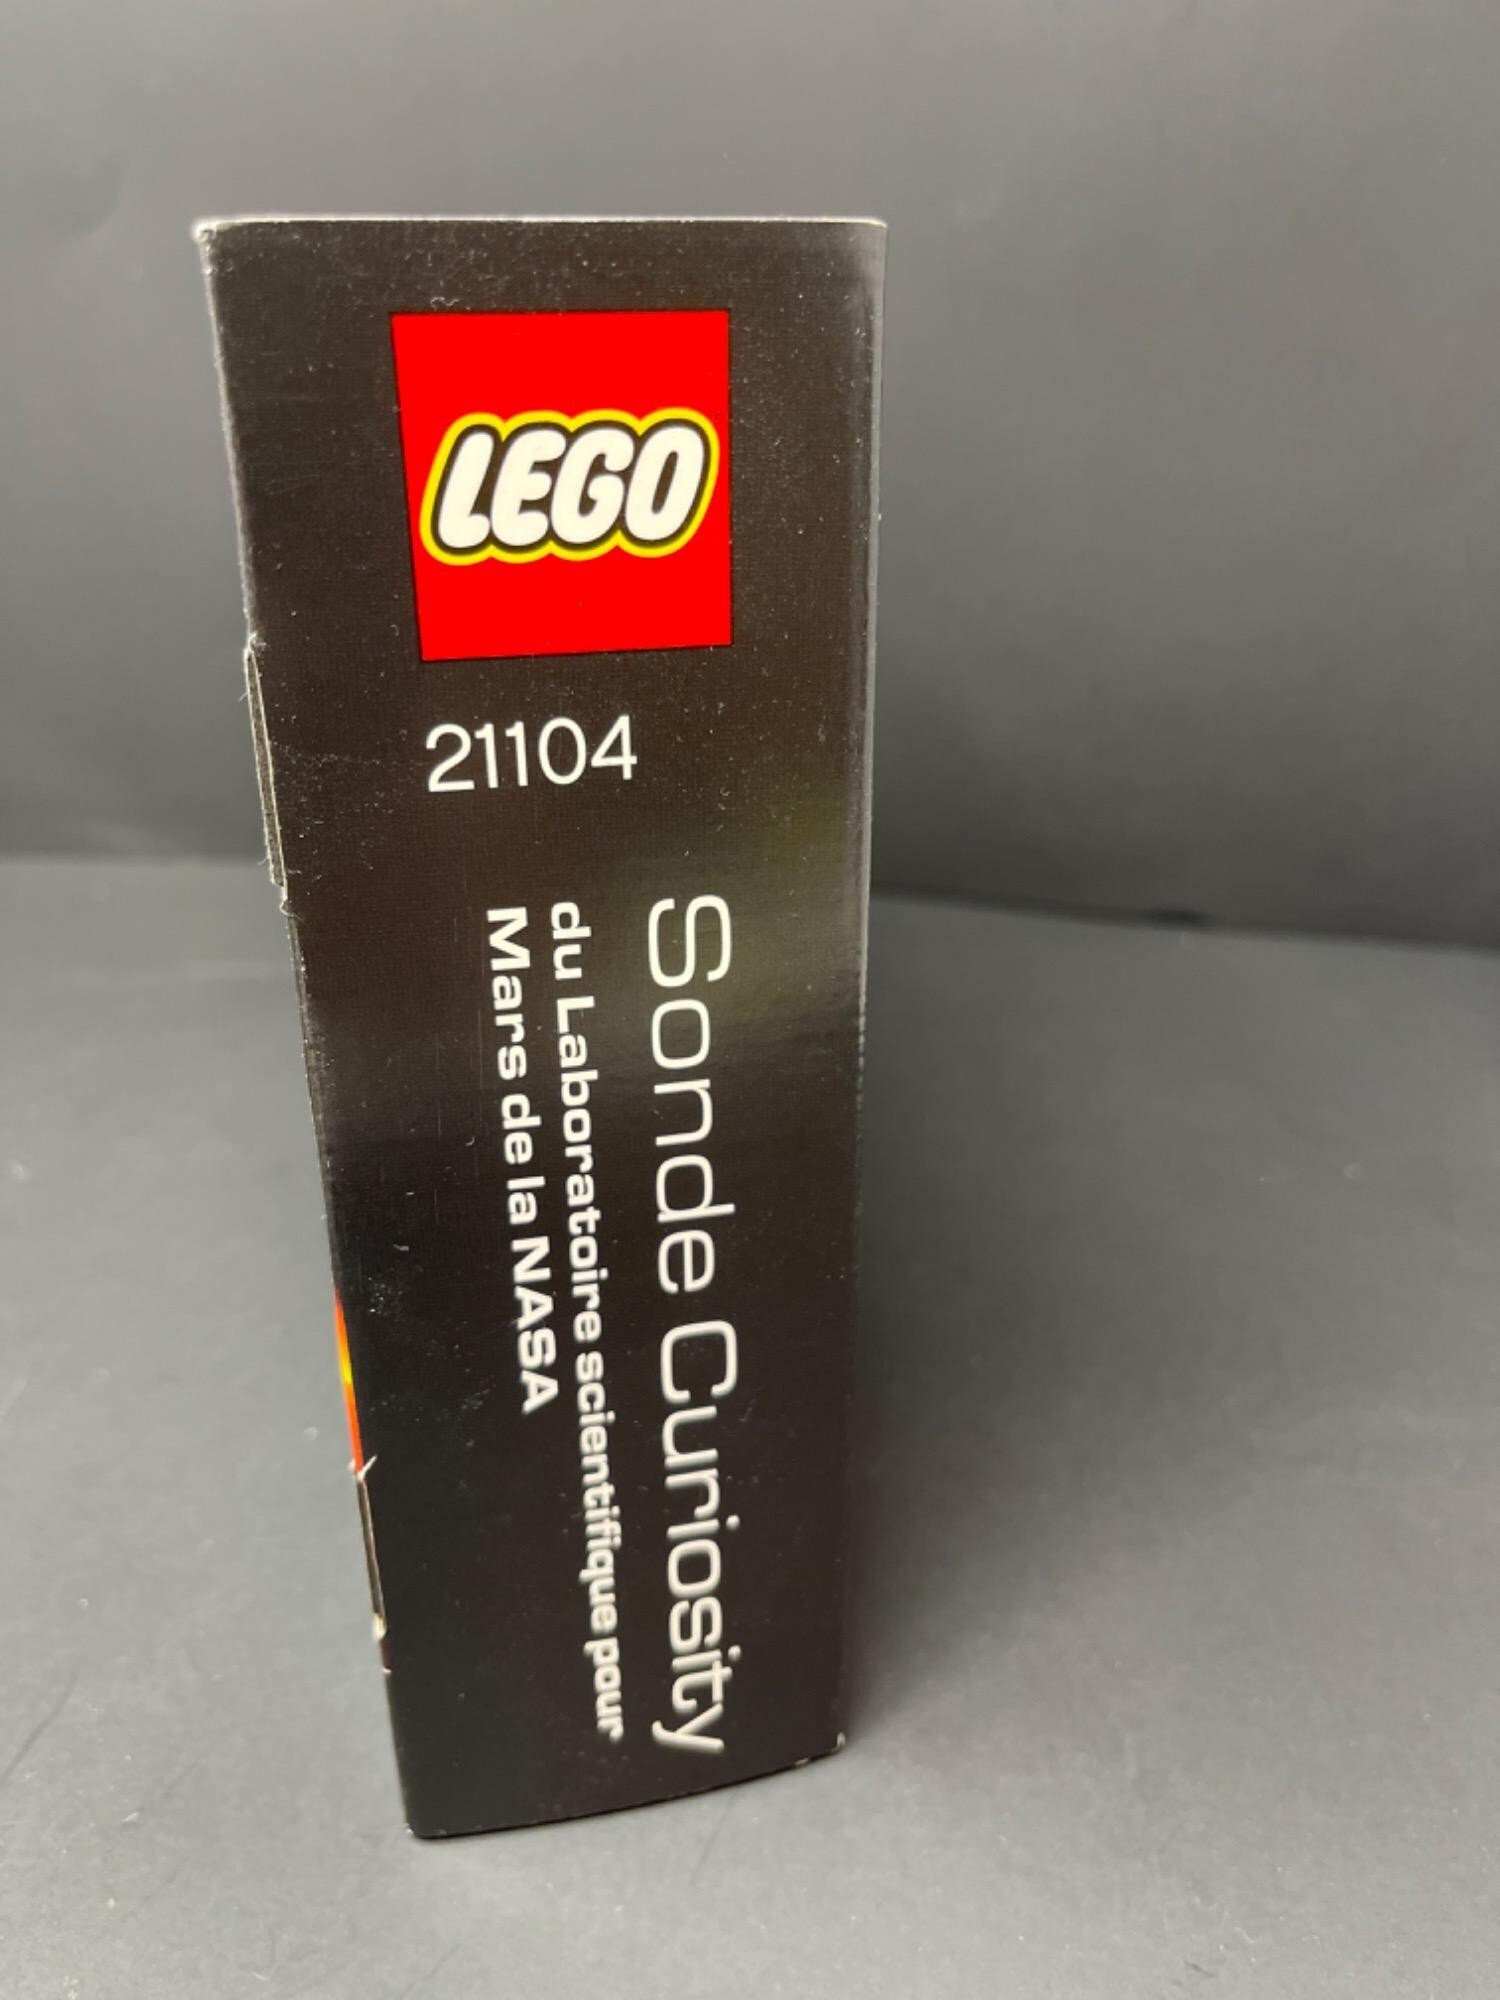 LEGO
21104
Sonde Curiosity
du Laboratoire scientifique pour
Mars de la NASA